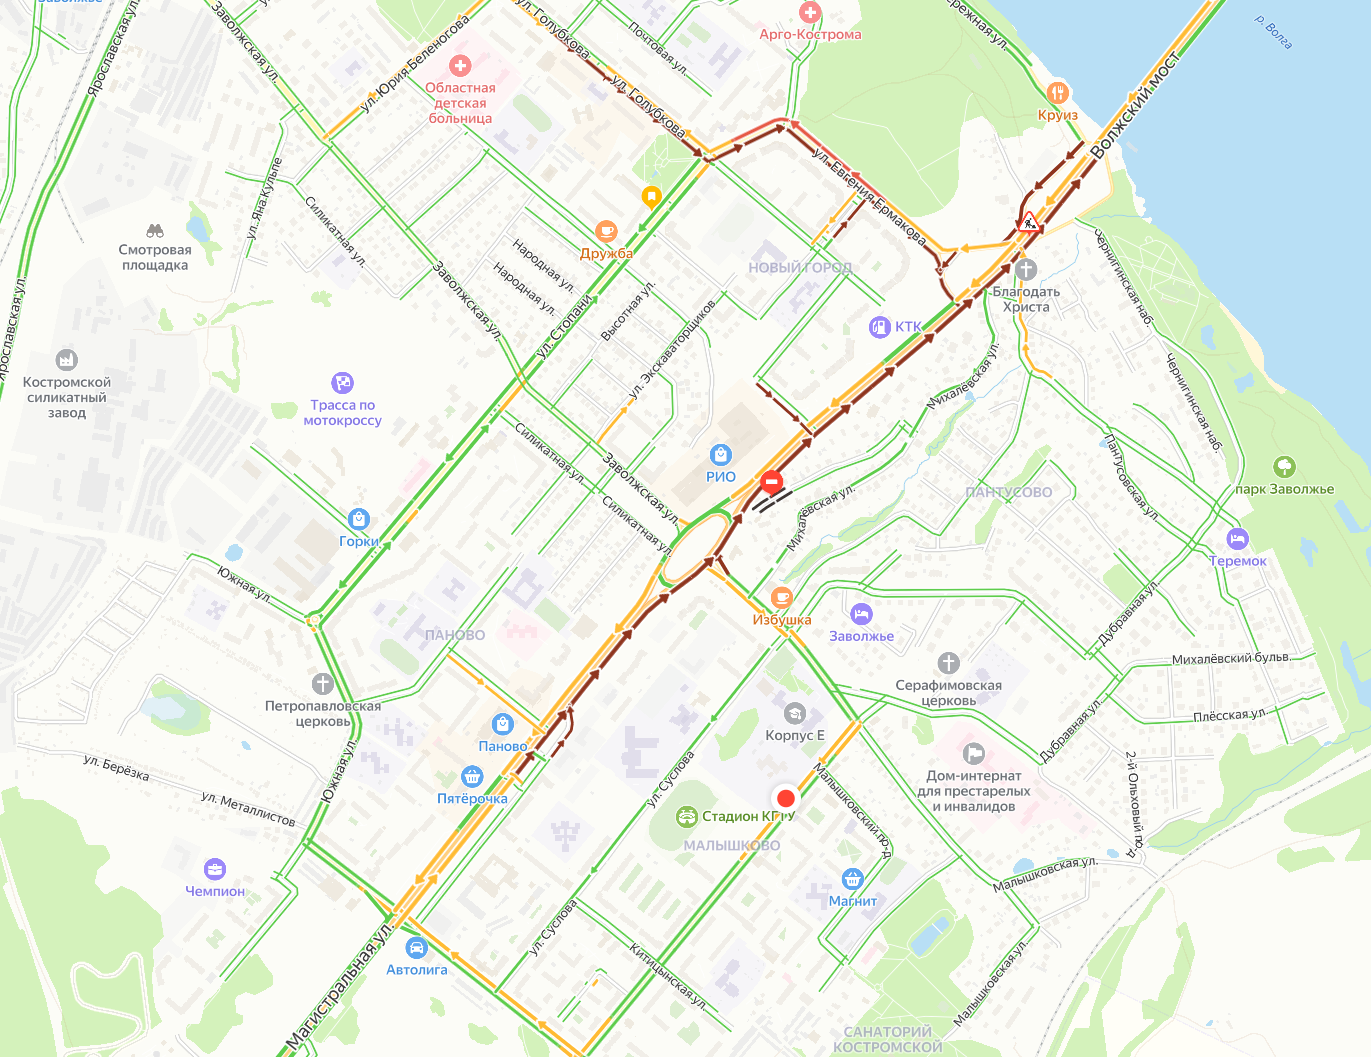 Заволжье
Ярославская ул.
Заволжская ул.
ул. Юрия Беленогова
Областная
детская
больница
ул. Голубкова
Почтовая ул.
Арго-Кострома
ул. Голубкова
Круиз
Волжский мост
р. Волга
ул. Евгения Ермакова
ул. Яна Кульпе
Силикатная ул.
Смотровая
площадка
Дружба
Народная ул.
Народная ул.
Заволжская ул.
НОВЫЙ ГОРОД
Благодать
Христа
Чернигинская наб.
Ярославская ул.
Высотная ул.
ул. Стопани
ул. Экскаваторщиков
КТК
Михалёвская ул.
Чернигинская наб.
Костромской
силикатный
завод
Трасса по
мотокроссу
Силикатная ул.
Заволжская ул.
Силикатная ул.
РИО
Михалёвская ул.
ПАНТУСОВО
Пантусовская ул.
парк Заволжье
Горки
Теремок
Южная ул.
Избушка
Заволжье
Дубравная ул.
ПАНОВО
Михалёвский бульв.
Петропавловская
церковь
Серафимовская
церковь
Плёсская ул.
Паново
Корпус Е
Дубравная ул.
2-й Ольховый пр-д
Пятёрочка
ул. Берёзка
ул. Металлистов
Южная ул.
ул. Суслова
Малышковский пр-д
Дом-интернат
для престарелых
и инвалидов
Стадион КГТУ
МАЛЫШКОВО
Чемпион
Магнит
Малышковская ул.
ул. Суслова
Магистральная ул.
Автолига
Китицынская ул.
Малышковская ул.
САНАТОРИЙ
КОСТРОМСКОЙ